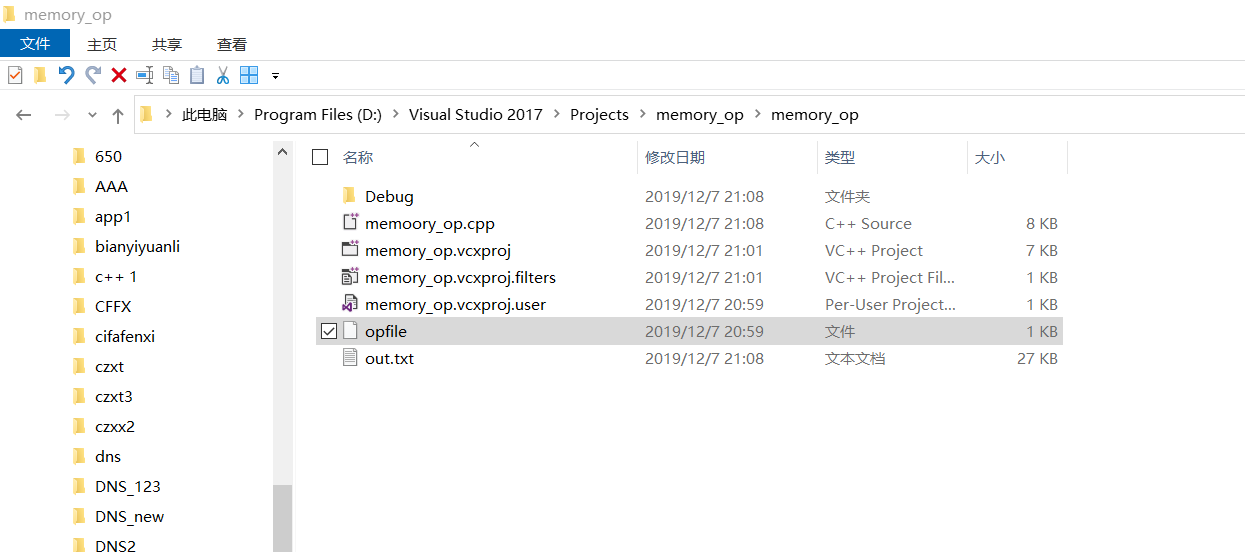 memory_op
文件 主页 共享 查看
此电脑 Program Files (D:) Visual Studio 2017 Projects memory_op memory_op
650
AAA
app1
bianyiyuanli
c++ 1
CFFX
cifafenxi
czxt
czxt3
czxx2
dns
DNS_123
DNS_new
DNS2
名称 修改日期 类型 大小
Debug 2019/12/7 21:08 文件夹
memoory_op.cpp 2019/12/7 21:08 C++ Source 8 KB
memory_op.vcxproj 2019/12/7 21:01 VC++ Project 7 KB
memory_op.vcxproj.filters 2019/12/7 21:01 VC++ Project Fil... 1 KB
memory_op.vcxproj.user 2019/12/7 20:59 Per-User Project... 1 KB
opfile 2019/12/7 20:59 文件 1 KB
out.txt 2019/12/7 21:08 文本文档 27 KB